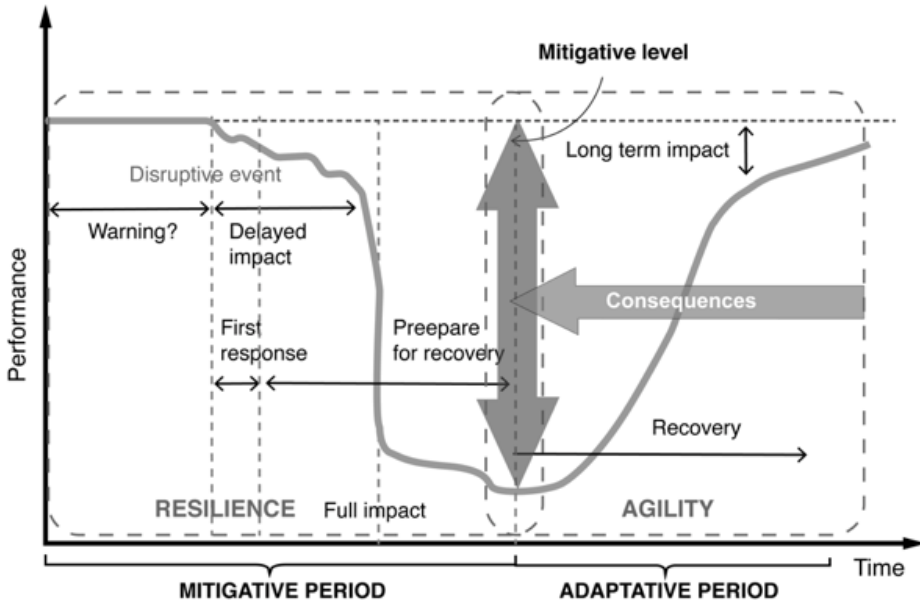 Mitigative level
Long term impact
Disruptive event
Warning?
Delayed
impact
Consequences
Performance
First
response
Preepare
for recovery
Recovery
RESILIENCE
Full impact
AGILITY
Time
MITIGATIVE PERIOD
ADAPTATIVE PERIOD